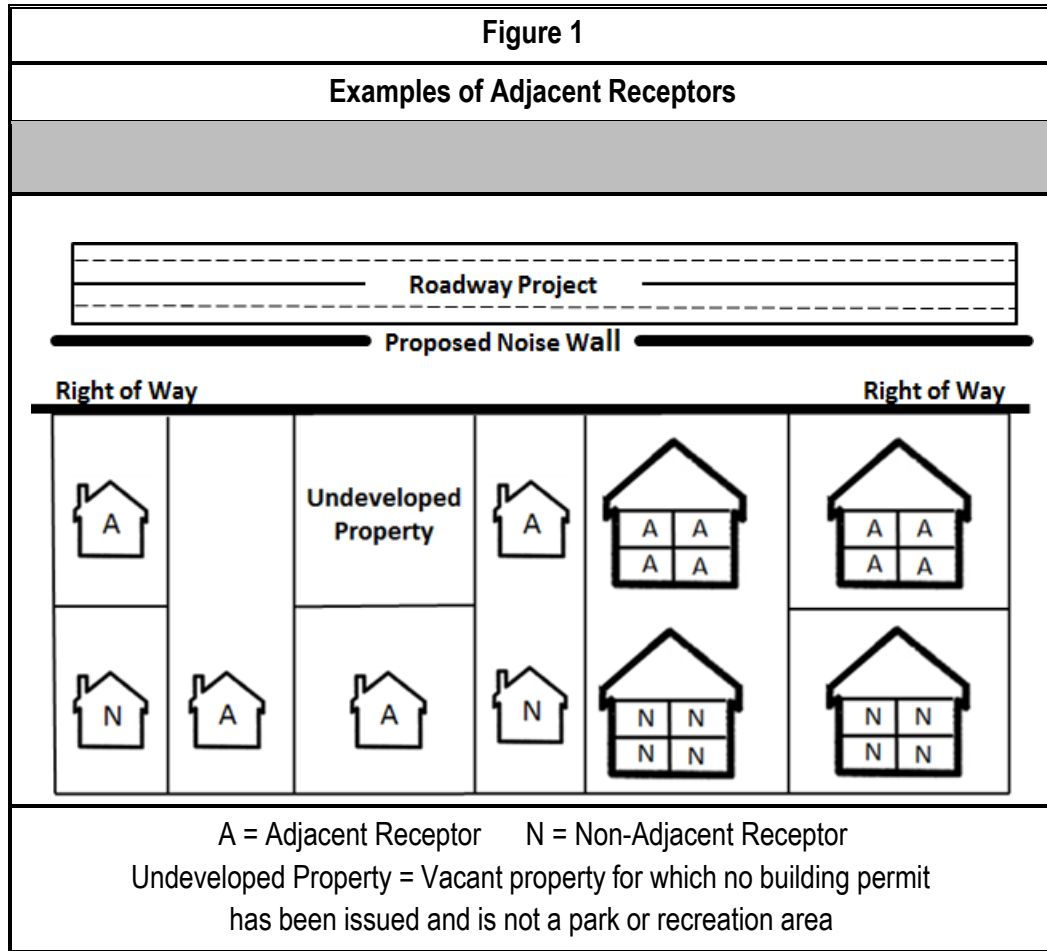 Figure 1
Examples of Adjacent Receptors
Roadway Project
Proposed Noise Wall
Right of Way Right of Way
Undeveloped
Property
A A A A A A
A A A A
N A A N N N N N
N N N N
A = Adjacent Receptor N = Non-Adjacent Receptor
Undeveloped Property = Vacant property for which no building permit
has been issued and is not a park or recreation area